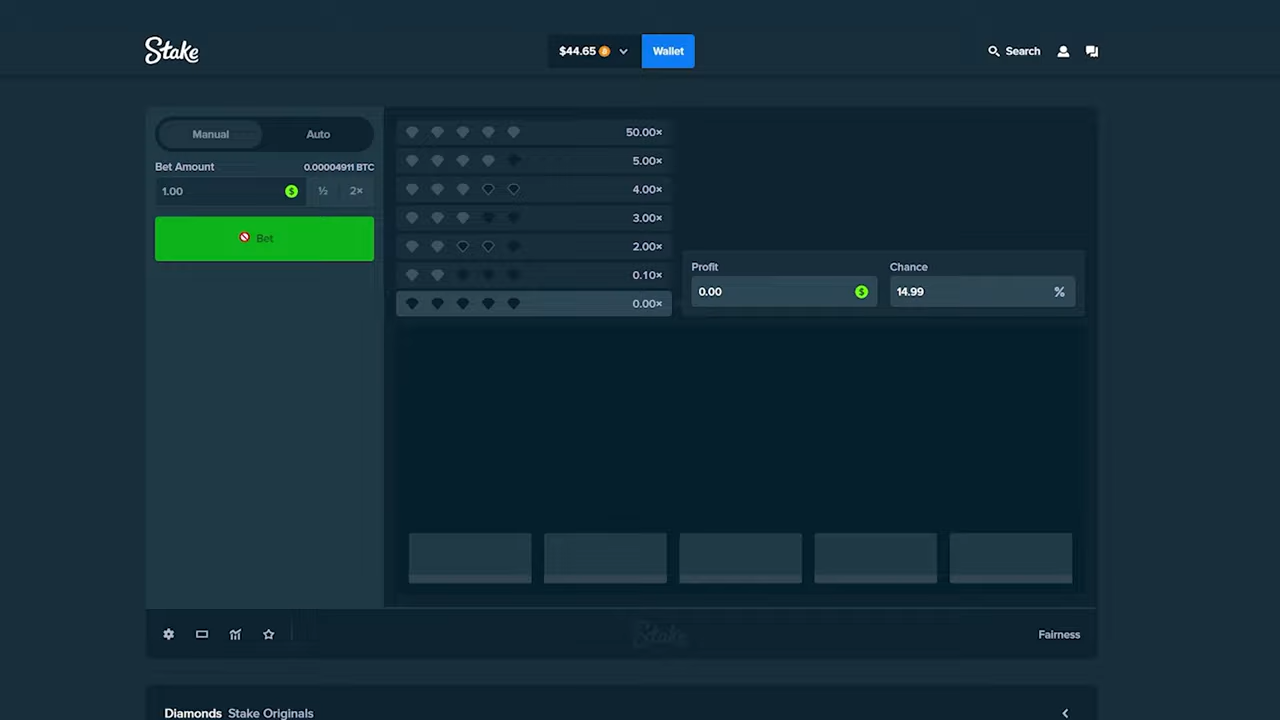 Stake
$44.65
Wallet
Search
Manual
Auto
Bet Amount
0.00004911 BTC
1.00
½
2×
Bet
50.00×
5.00×
4.00×
3.00×
2.00×
0.10×
0.00×
Profit
Chance
0.00
14.99
%
Stake
Fairness
Diamonds Stake Originals